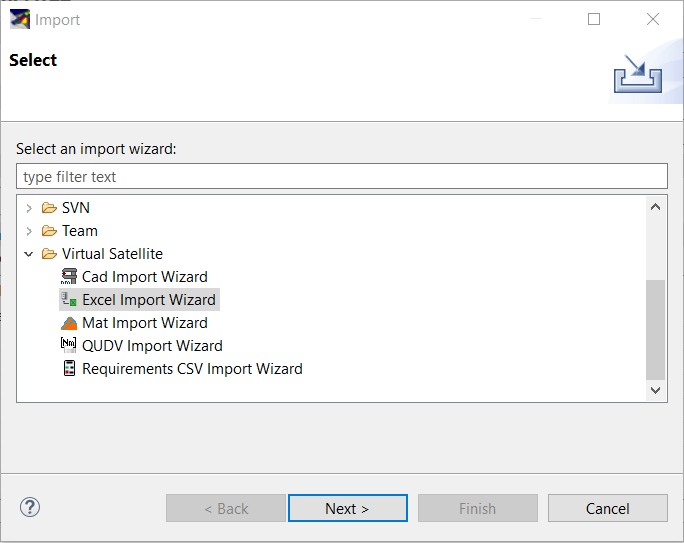 Import
Select
Select an import wizard:
type filter text
SVN
Team
Virtual Satellite
Cad Import Wizard
Excel Import Wizard
Mat Import Wizard
QUDV Import Wizard
Requirements CSV Import Wizard
< Back
Next >
Finish
Cancel